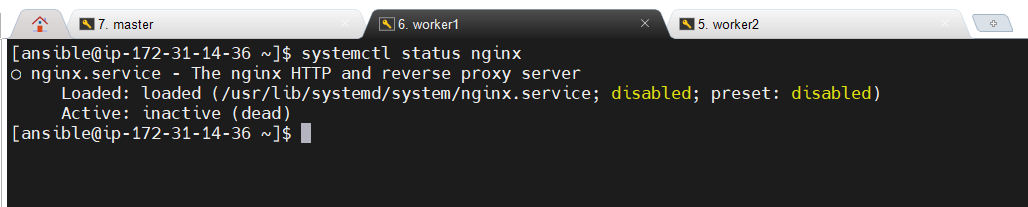 7. master
6. worker1
5. worker2
[ansible@ip-172-31-14-36 ~]$ systemctl status nginx
○ nginx.service - The nginx HTTP and reverse proxy server
     Loaded: loaded (/usr/lib/systemd/system/nginx.service; disabled; preset: disabled)
     Active: inactive (dead)
[ansible@ip-172-31-14-36 ~]$